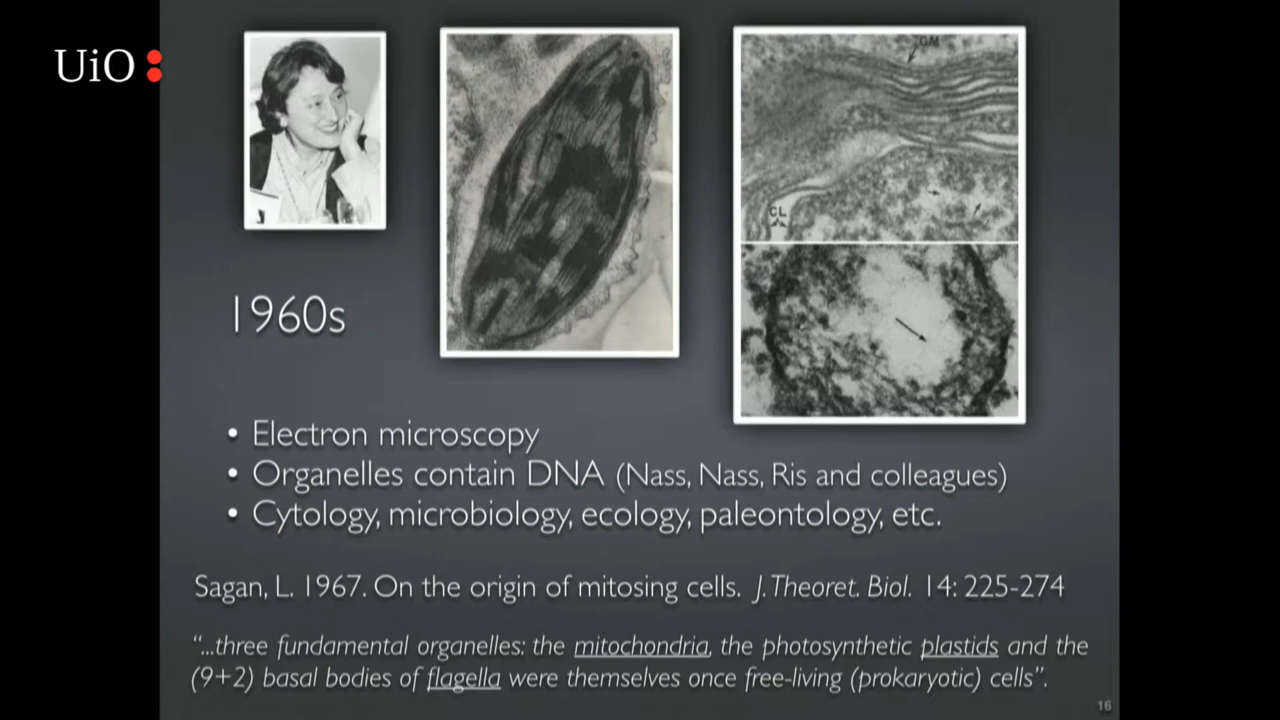 UiO:
GM
CL
1960s
• Electron microscopy
• Organelles contain DNA (Nass, Nass, Ris and colleagues)
• Cytology, microbiology, ecology, paleontology, etc.
Sagan, L. 1967. On the origin of mitosing cells. J. Theoret. Biol. 14: 225-274
“...three fundamental organelles: the mitochondria, the photosynthetic plastids and the
(9+2) basal bodies of flagella were themselves once free-living (prokaryotic) cells”.
16